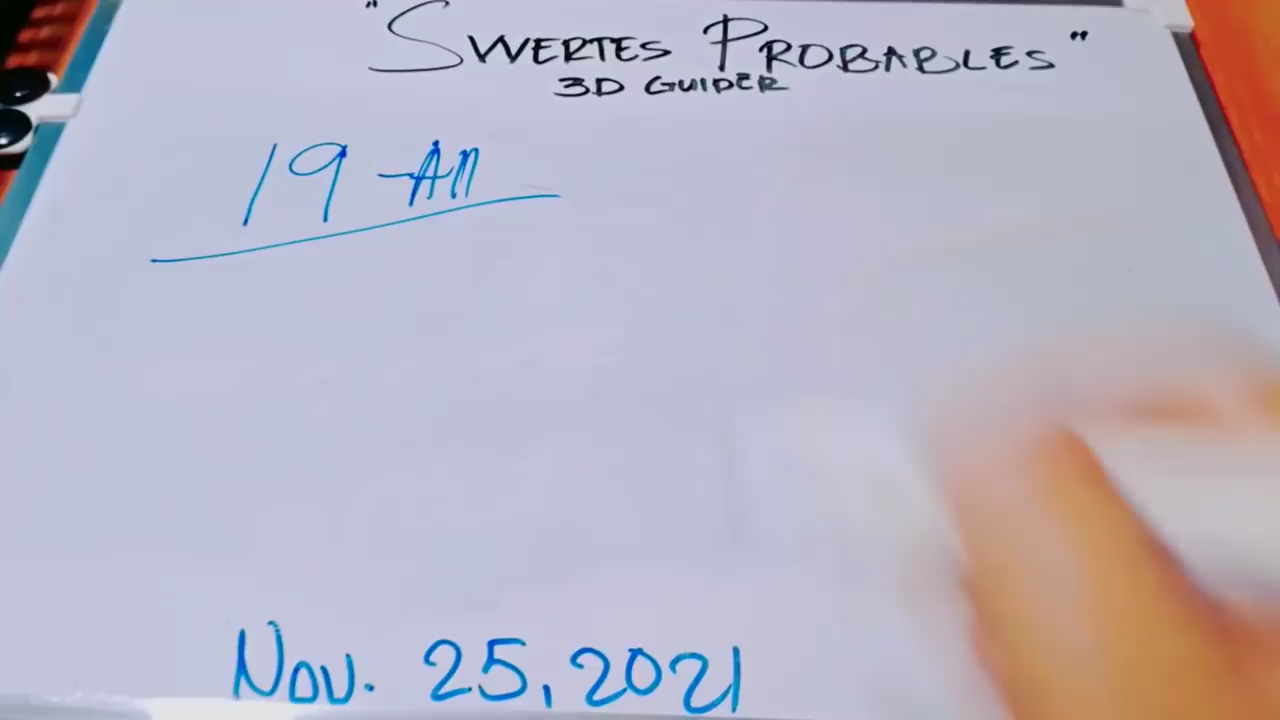 "SWERTES PROBABLES"
3D GUIDER
19 -An
Nov. 25, 2021